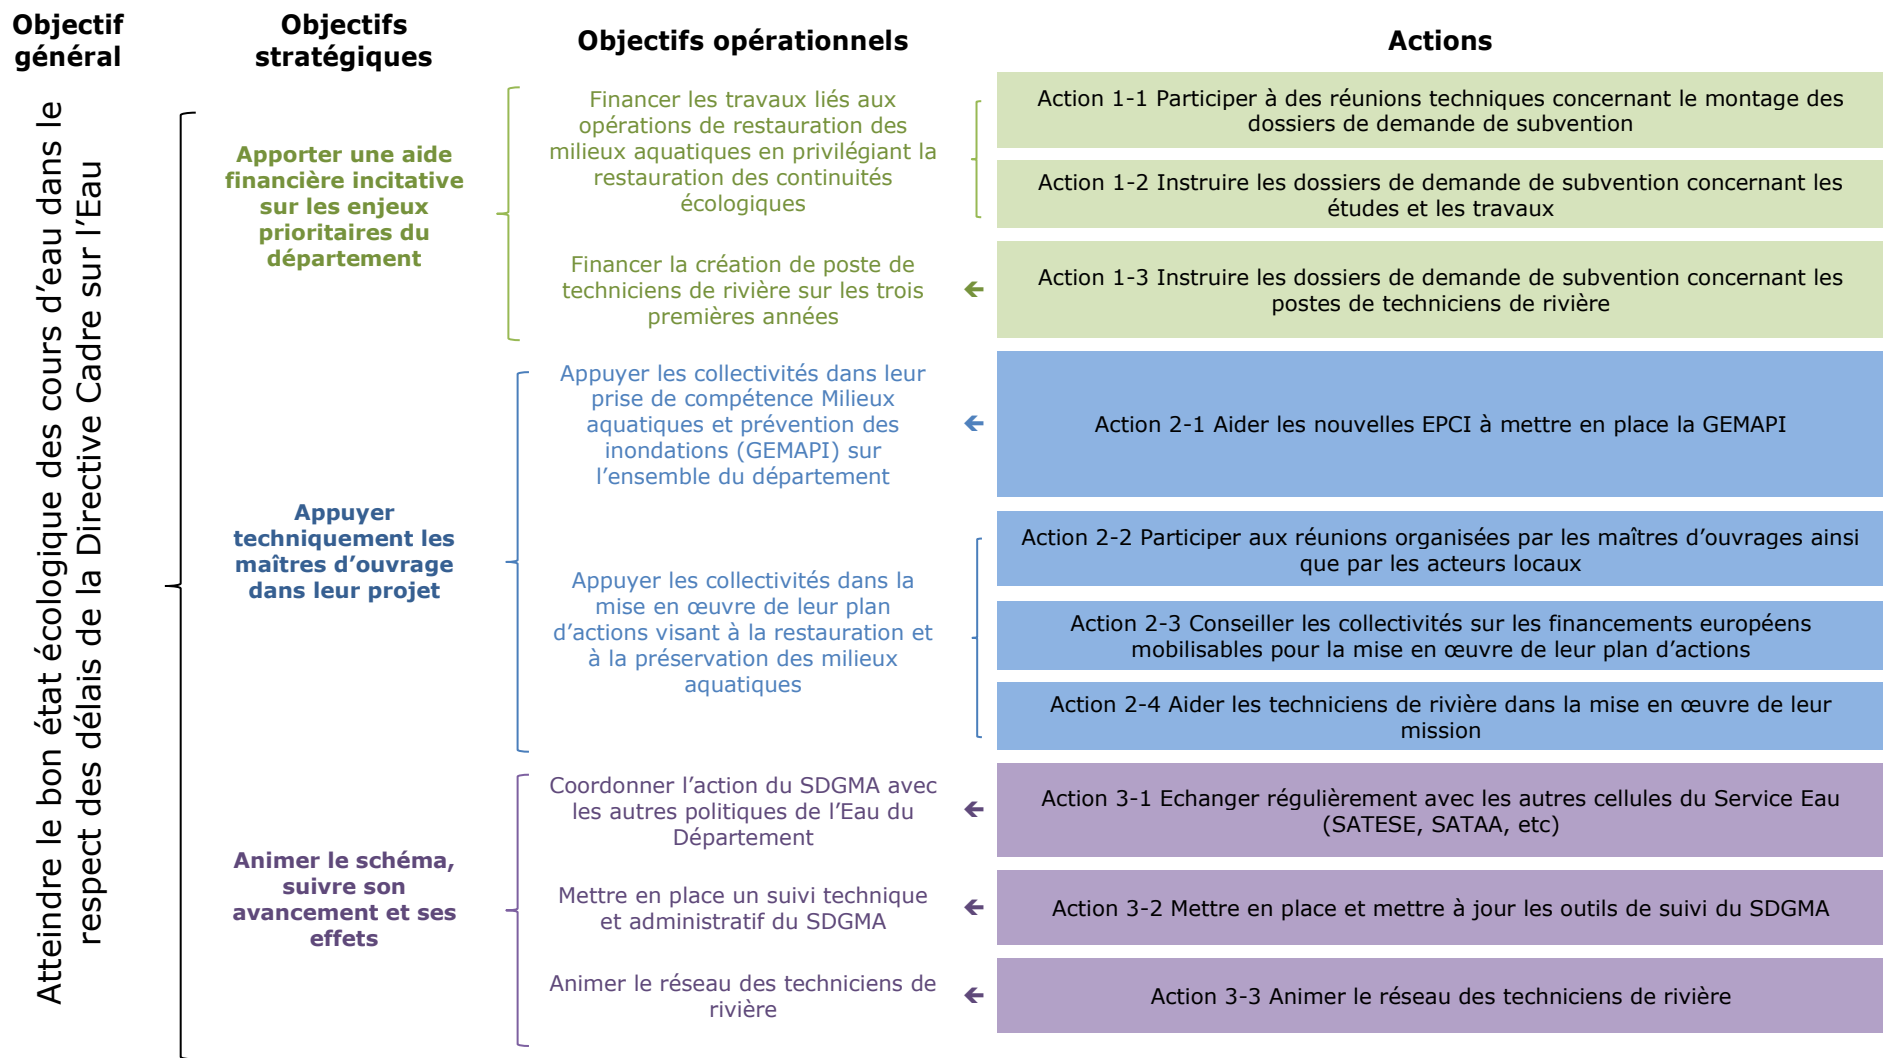 Objectif
général
Objectifs
stratégiques
Objectifs opérationnels
Actions
Atteindre le bon état écologique des cours d’eau dans le
respect des délais de la Directive Cadre sur l’Eau
Apporter une aide
financière incitative
sur les enjeux
prioritaires du
département
Financer les travaux liés aux
opérations de restauration des
milieux aquatiques en privilégiant la
restauration des continuités
écologiques
Action 1-1 Participer à des réunions techniques concernant le montage des
dossiers de demande de subvention
Action 1-2 Instruire les dossiers de demande de subvention concernant les
études et les travaux
Financer la création de poste de
techniciens de rivière sur les trois
premières années
Action 1-3 Instruire les dossiers de demande de subvention concernant les
postes de techniciens de rivière
Appuyer
techniquement les
maîtres d’ouvrage
dans leur projet
Appuyer les collectivités dans leur
prise de compétence Milieux
aquatiques et prévention des
inondations (GEMAPI) sur
l’ensemble du département
Action 2-1 Aider les nouvelles EPCI à mettre en place la GEMAPI
Appuyer les collectivités dans la
mise en œuvre de leur plan
d’actions visant à la restauration et
à la préservation des milieux
aquatiques
Action 2-2 Participer aux réunions organisées par les maîtres d’ouvrages ainsi
que par les acteurs locaux
Action 2-3 Conseiller les collectivités sur les financements européens
mobilisables pour la mise en œuvre de leur plan d’actions
Action 2-4 Aider les techniciens de rivière dans la mise en œuvre de leur
mission
Animer le schéma,
suivre son
avancement et ses
effets
Coordonner l’action du SDGMA avec
les autres politiques de l’Eau du
Département
Action 3-1 Echanger régulièrement avec les autres cellules du Service Eau
(SATESE, SATAA, etc)
Mettre en place un suivi technique
et administratif du SDGMA
Action 3-2 Mettre en place et mettre à jour les outils de suivi du SDGMA
Animer le réseau des techniciens de
rivière
Action 3-3 Animer le réseau des techniciens de rivière